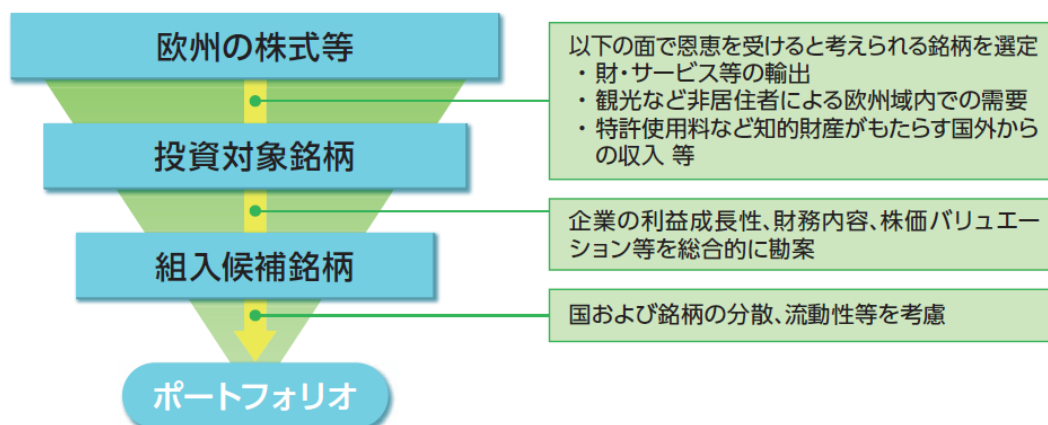 欧州の株式等
以下の面で恩恵を受けると考えられる銘柄を選定
・財・サービス等の輸出
・観光など非居住者による欧州域内での需要
・特許使用料など知的財産がもたらす国外から
の収入 等
投資対象銘柄
企業の利益成長性、財務内容、株価バリュエー
ション等を総合的に勘案
組入候補銘柄
国および銘柄の分散、流動性等を考慮
ポートフォリオ